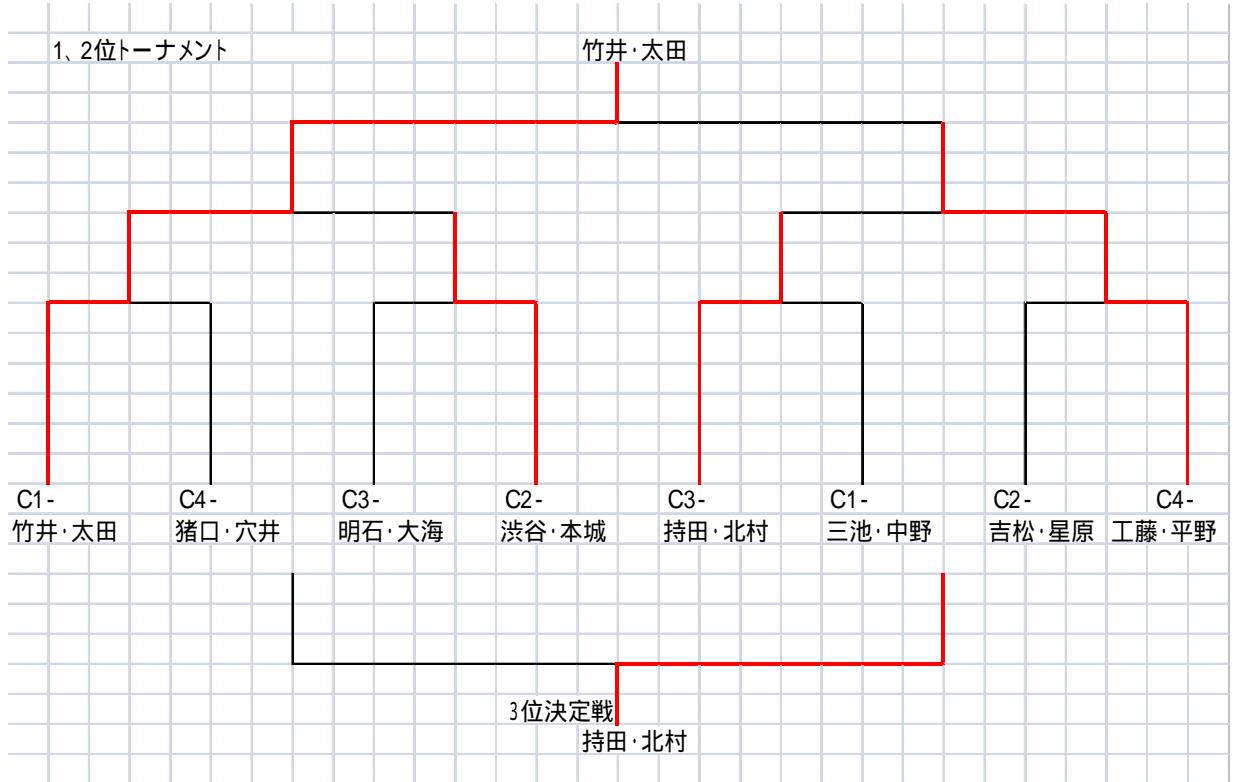 1、2位トーナメント
竹井・太田
C1-
C4-
C3-
C2-
C3-
C1-
C2-
C4-
竹井・太田
猪口・穴井
明石・大海
渋谷・本城
持田・北村
三池・中野
吉松・星原
工藤・平野
3位決定戦
持田・北村